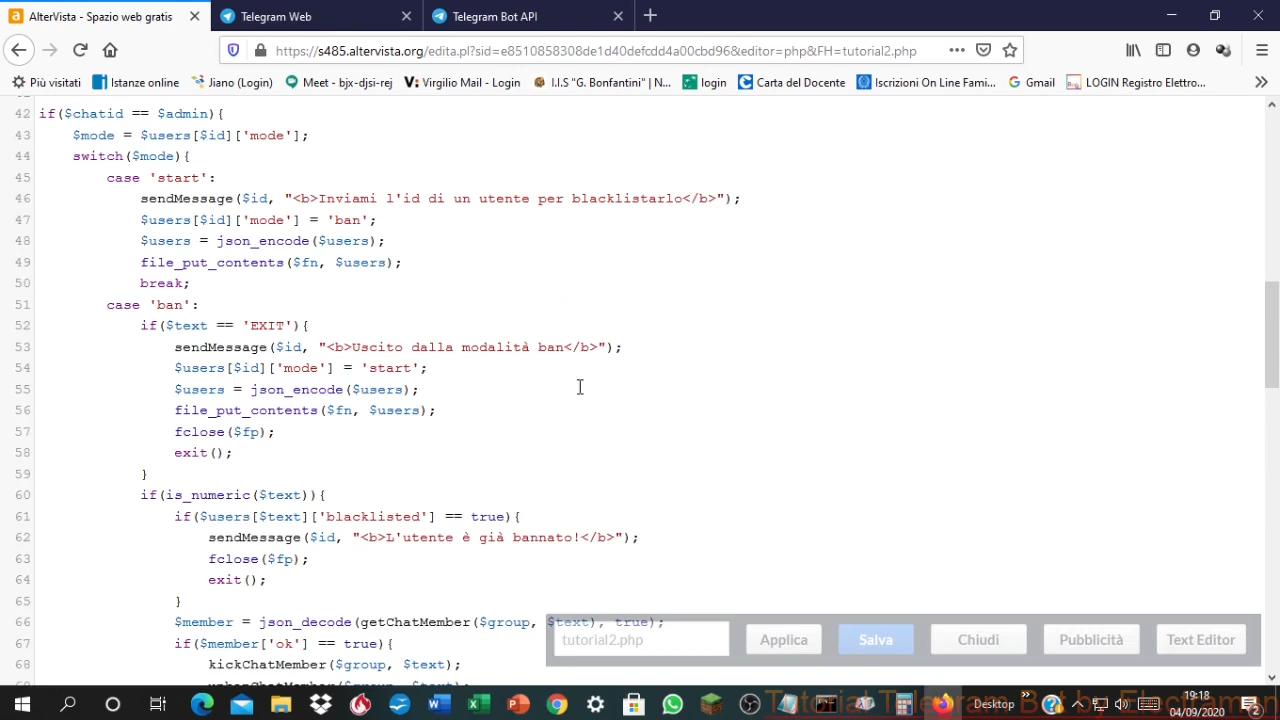 AlterVista - Spazio web gratis
Telegram Web
Telegram Bot API
https://s485.altervista.org/edita.pl?sid=e8510858308de1d40defcdd4a00cbd96&editor=php&FH=tutorial2.php
Più visitati
Istanze online
Jiano (Login)
Meet - bjx-djsi-rej
Virgilio Mail - Login
I.I.S "G. Bonfantini" | N...
login
Carta del Docente
Iscrizioni On Line Fami...
Gmail
LOGIN Registro Elettro...
42 if($chatid == $admin){
43 $mode = $users[$id]['mode'];
44 switch($mode){
45 case 'start':
46 sendMessage($id, "<b>Inviami l'id di un utente per blacklistarlo</b>");
47 $users[$id]['mode'] = 'ban';
48 $users = json_encode($users);
49 file_put_contents($fn, $users);
50 break;
51 case 'ban':
52 if($text == 'EXIT'){
53 sendMessage($id, "<b>Uscito dalla modalità ban</b>");
54 $users[$id]['mode'] = 'start';
55 $users = json_encode($users);
56 file_put_contents($fn, $users);
57 fclose($fp);
58 exit();
59 }
60 if(is_numeric($text)){
61 if($users[$text]['blacklisted'] == true){
62 sendMessage($id, "<b>L'utente è già bannato!</b>");
63 fclose($fp);
64 exit();
65 }
66 $member = json_decode(getChatMember($group, $text), true);
67 if($member['ok'] == true){
68 kickChatMember($group, $text);
tutorial2.php
Applica
Salva
Chiudi
Pubblicità
Text Editor
Tutorial Telegram Bot by
Desktop
19:18
04/09/2020
2